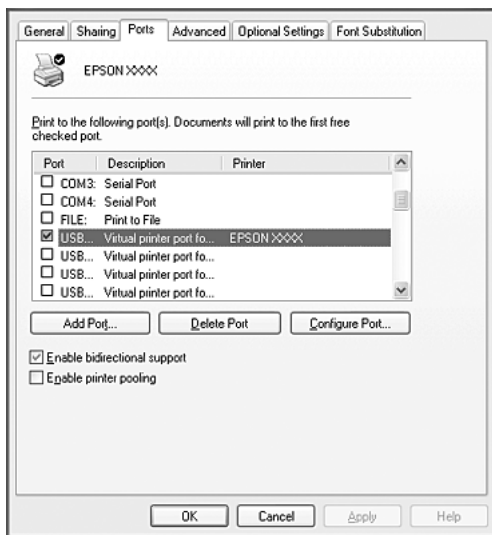 General Sharing Ports Advanced Optional Settings Font Substitution
EPSON XXXX
Print to the following port(s). Documents will print to the first free
checked port.
Port Description Printer
COM3: Serial Port
COM4: Serial Port
FILE: Print to File
USB... Virtual printer port fo... EPSON XXXX
USB... Virtual printer port fo...
USB... Virtual printer port fo...
USB... Virtual printer port fo...
Add Port... Delete Port Configure Port...
Enable bidirectional support
Enable printer pooling
OK Cancel Apply Help